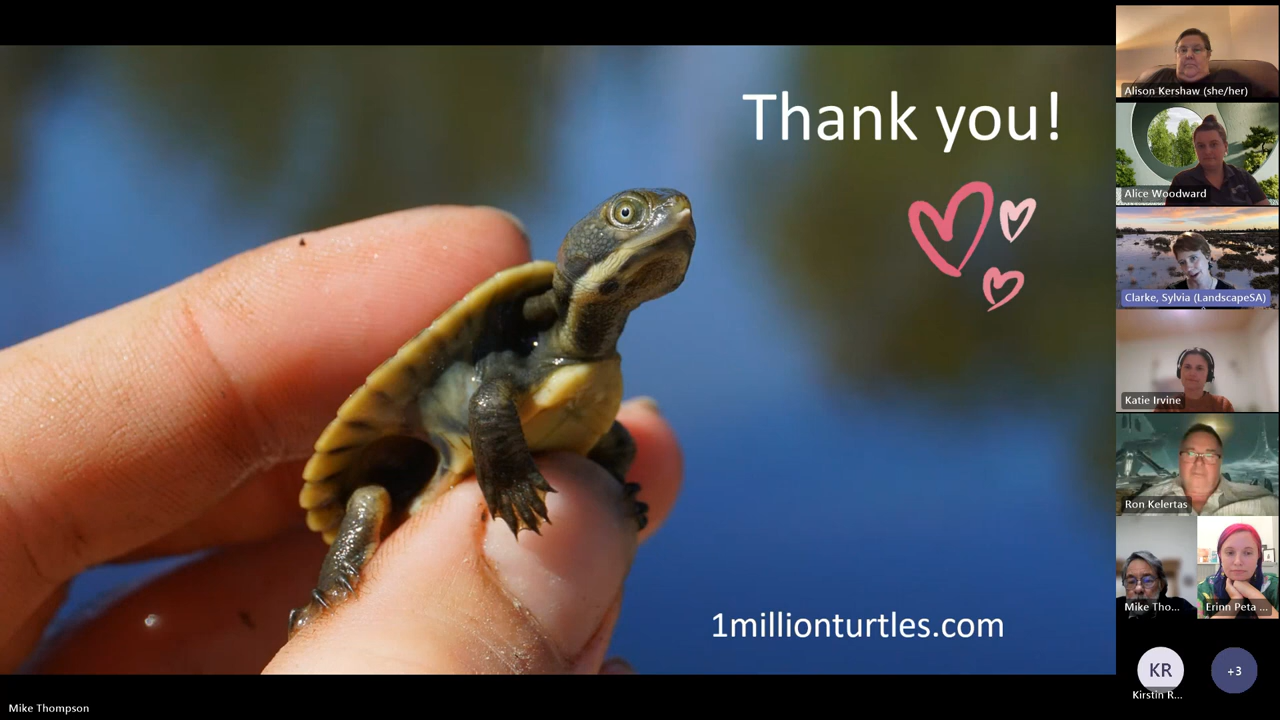 Thank you!
1millionturtles.com
Mike Thompson
Alison Kershaw (she/her)
Alice Woodward
Clarke, Sylvia (LandscapeSA)
Katie Irvine
Ron Kelertas
Mike Tho...
Erinn Peta ...
KR
Kirstin R...
+3